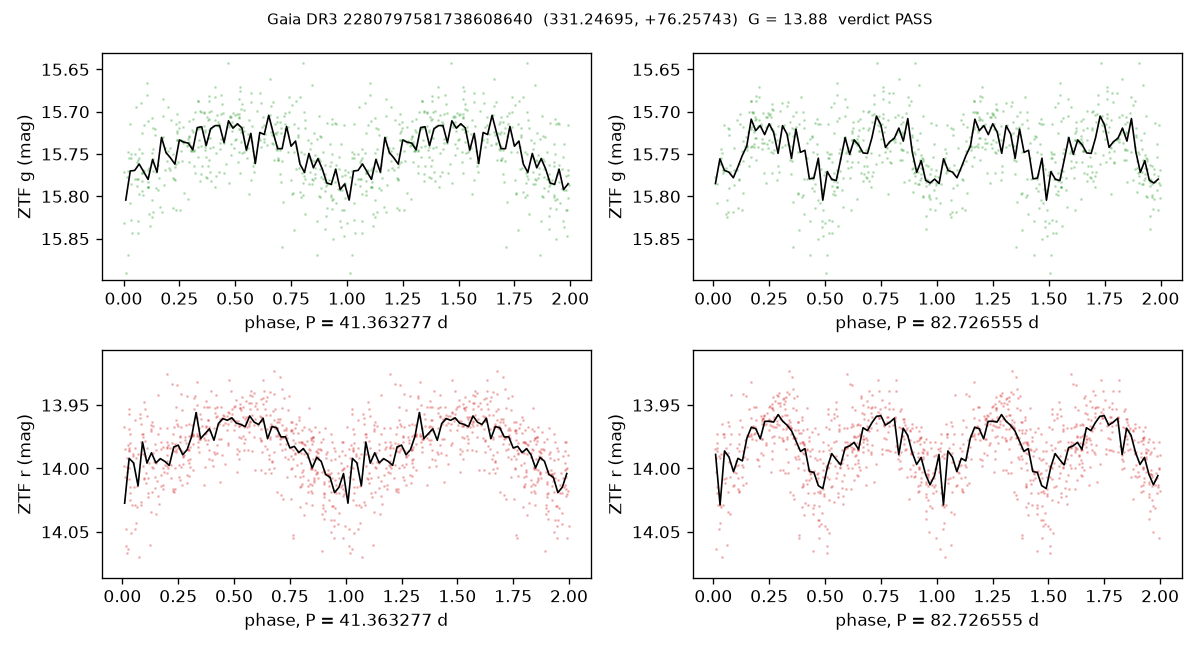 Gaia DR3 2280797581738608640 (331.24695, +76.25743) G = 13.88 verdict PASS
ZTF g (mag)
15.65
15.70
15.75
15.80
15.85
0.00 0.25 0.50 0.75 1.00 1.25 1.50 1.75 2.00
phase, P = 41.363277 d
ZTF g (mag)
15.65
15.70
15.75
15.80
15.85
0.00 0.25 0.50 0.75 1.00 1.25 1.50 1.75 2.00
phase, P = 82.726555 d
ZTF r (mag)
13.95
14.00
14.05
0.00 0.25 0.50 0.75 1.00 1.25 1.50 1.75 2.00
phase, P = 41.363277 d
ZTF r (mag)
13.95
14.00
14.05
0.00 0.25 0.50 0.75 1.00 1.25 1.50 1.75 2.00
phase, P = 82.726555 d